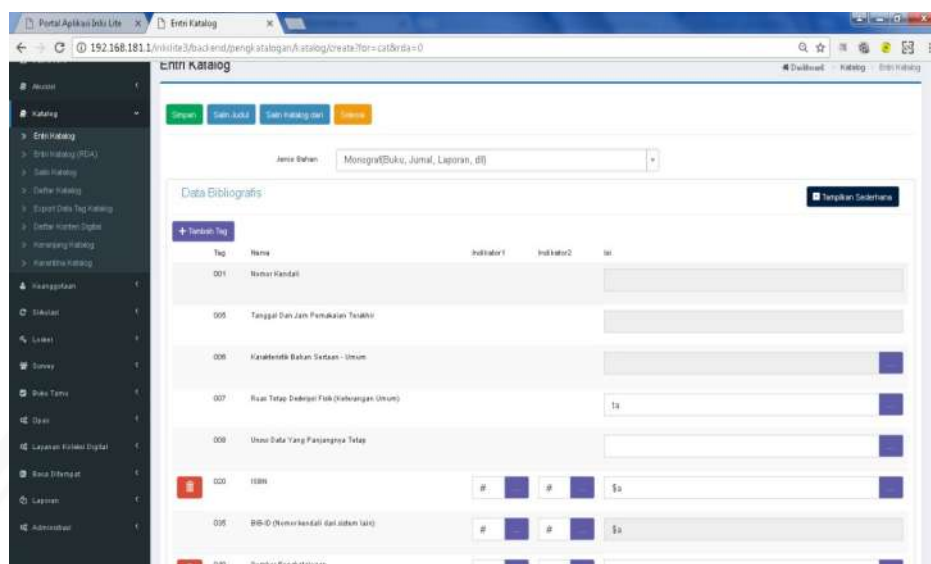 Portal Aplikasi Inlis Lite
Entri Katalog
192.168.181.1/inlislite3/backend/pengkatalogan/katalog/create?for=cat&rda=0
Entri Katalog
Dashboard Katalog Entri Katalog
Akuisisi
Katalog
Entri Katalog
Entri Katalog (RDA)
Salin Katalog
Daftar Katalog
Export Data Tag Katalog
Daftar Konten Digital
Keranjang Katalog
Karantina Katalog
Keanggotaan
Sirkulasi
Loker
Survey
Buku Tamu
Opac
Layanan Koleksi Digital
Baca Ditempat
Laporan
Administrasi
Simpan Salin Judul Salin Katalog dari Selesai
Jenis Bahan Monograf(Buku, Jurnal, Laporan, dll)
Data Bibliografis
Tampilkan Sederhana
+ Tambah Tag
Tag Nama Indikator1 Indikator2 Isi
001 Nomor Kendali
005 Tanggal Dan Jam Pemakaian Terakhir
006 Karakteristik Bahan Sertaan - Umum ...
007 Ruas Tetap Deskripsi Fisik (Keterangan Umum) ta ...
008 Unsur Data Yang Panjangnya Tetap ...
020 ISBN # ... # ... $a ...
035 BIB-ID (Nomor kendali dari sistem lain) # ... # ... $a